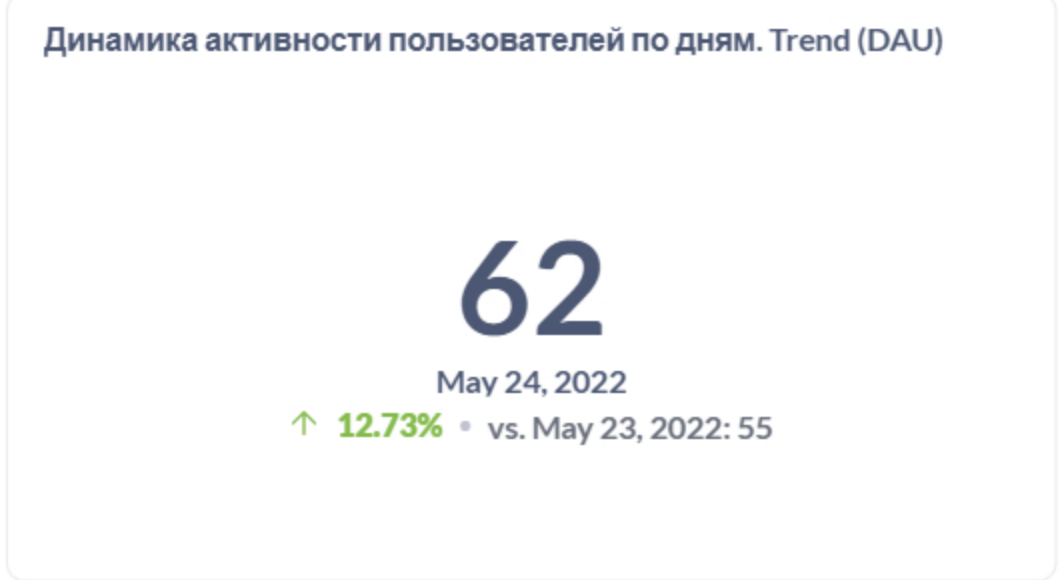 Динамика активности пользователей по дням. Trend (DAU)
62
May 24, 2022
↑ 12.73% • vs. May 23, 2022: 55